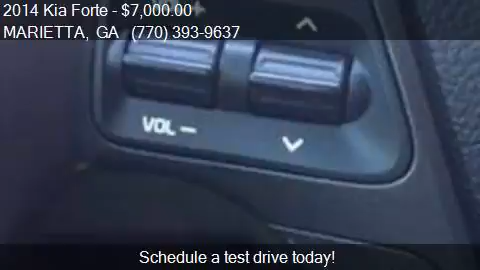 2014 Kia Forte - $7,000.00
MARIETTA, GA (770) 393-9637
VOL –
Schedule a test drive today!